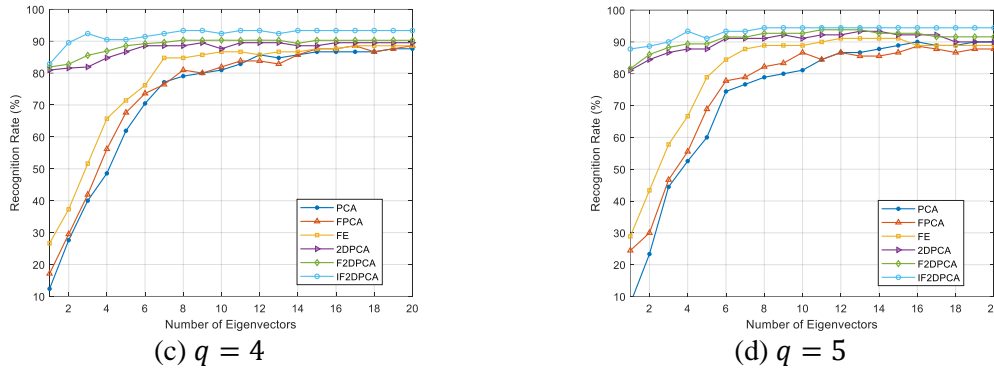 100
90
80
70
60
50
40
30
20
10
Recognition Rate (%)
2 4 6 8 10 12 14 16 18 20
Number of Eigenvectors
PCA
FPCA
FE
2DPCA
F2DPCA
IF2DPCA
(c) q = 4
100
90
80
70
60
50
40
30
20
10
Recognition Rate (%)
2 4 6 8 10 12 14 16 18 2
Number of Eigenvectors
PCA
FPCA
FE
2DPCA
F2DPCA
IF2DPCA
(d) q = 5